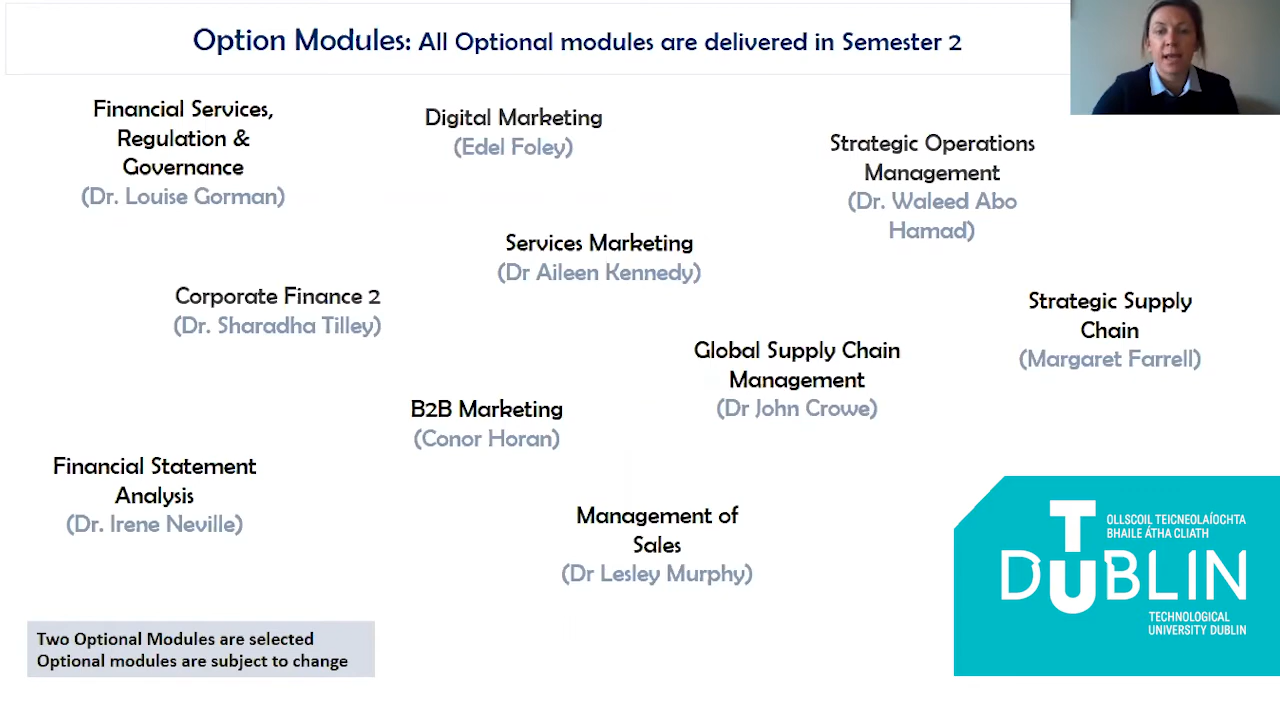 Option Modules: All Optional modules are delivered in Semester 2
Financial Services,
Regulation &
Governance
(Dr. Louise Gorman)
Digital Marketing
(Edel Foley)
Strategic Operations
Management
(Dr. Waleed Abo
Hamad)
Services Marketing
(Dr Aileen Kennedy)
Corporate Finance 2
(Dr. Sharadha Tilley)
Strategic Supply
Chain
(Margaret Farrell)
Global Supply Chain
Management
(Dr John Crowe)
B2B Marketing
(Conor Horan)
Financial Statement
Analysis
(Dr. Irene Neville)
Management of
Sales
(Dr Lesley Murphy)
Two Optional Modules are selected
Optional modules are subject to change
OLLSCOIL TEICNEOLAÍOCHTA
BHAILE ÁTHA CLIATH
TU DUBLIN
TECHNOLOGICAL
UNIVERSITY DUBLIN